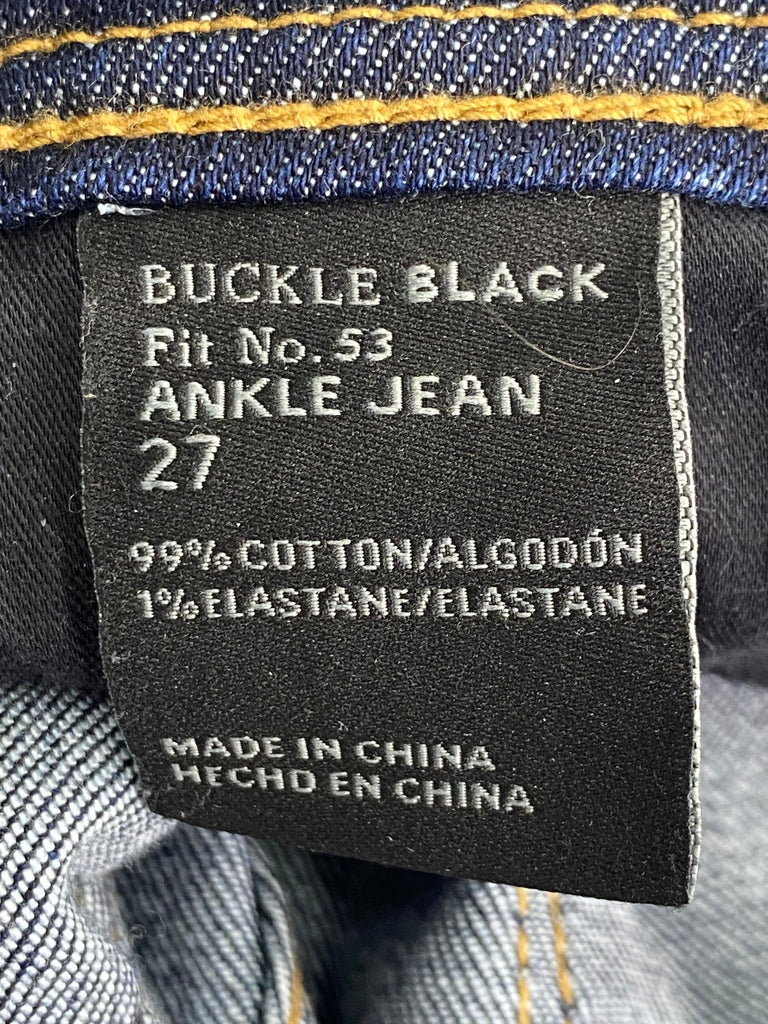 BUCKLE BLACK
Fit No. 53
ANKLE JEAN
27
99% COTTON/ALGODÓN
1% ELASTANE/ELASTANE
MADE IN CHINA
HECHO EN CHINA